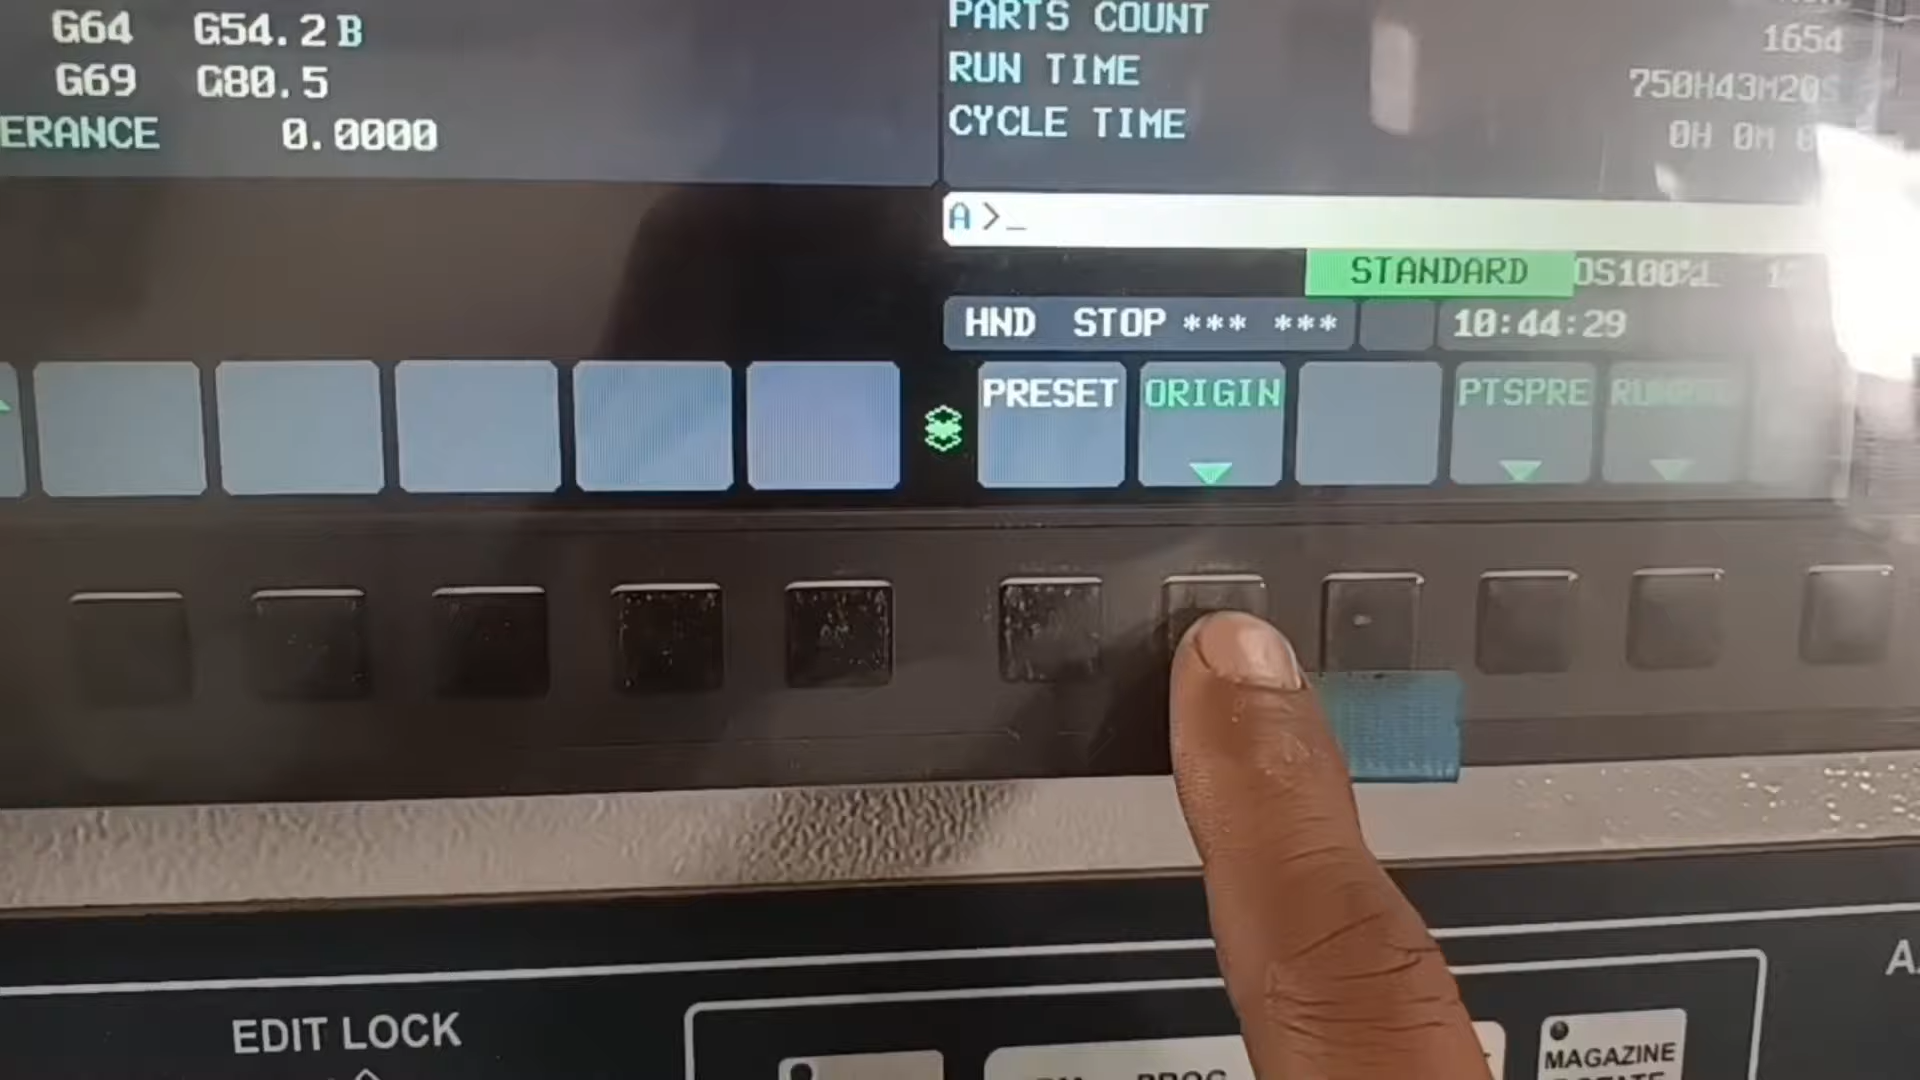 G64 G54.2 B
G69 G80.5
ERANCE 0.0000
PARTS COUNT 1654
RUN TIME 750H43M20S
CYCLE TIME 0H 0M
A >_
STANDARD OS100%L
HND STOP *** *** 10:44:29
PRESET ORIGIN PTSPRE
EDIT LOCK
PROG
MAGAZINE